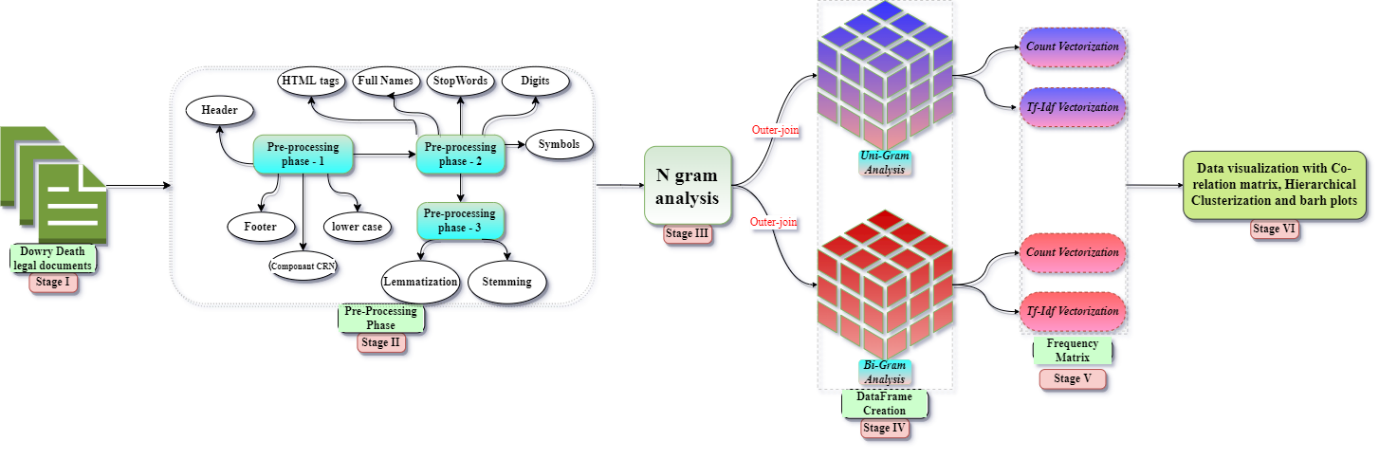 Dowry Death
legal documents
Stage I
HTML tags
Full Names
StopWords
Digits
Header
Symbols
Pre-processing
phase - 1
Pre-processing
phase - 2
Pre-processing
phase - 3
Footer
lower case
Componant CRN
Lemmatization
Stemming
Pre-Processing
Phase
Stage II
N gram
analysis
Stage III
Outer-join
Outer-join
Uni-Gram
Analysis
Bi-Gram
Analysis
DataFrame
Creation
Stage IV
Count Vectorization
Tf-Idf Vectorization
Count Vectorization
Tf-Idf Vectorization
Frequency
Matrix
Stage V
Data visualization with Co-
relation matrix, Hierarchical
Clusterization and barh plots
Stage VI